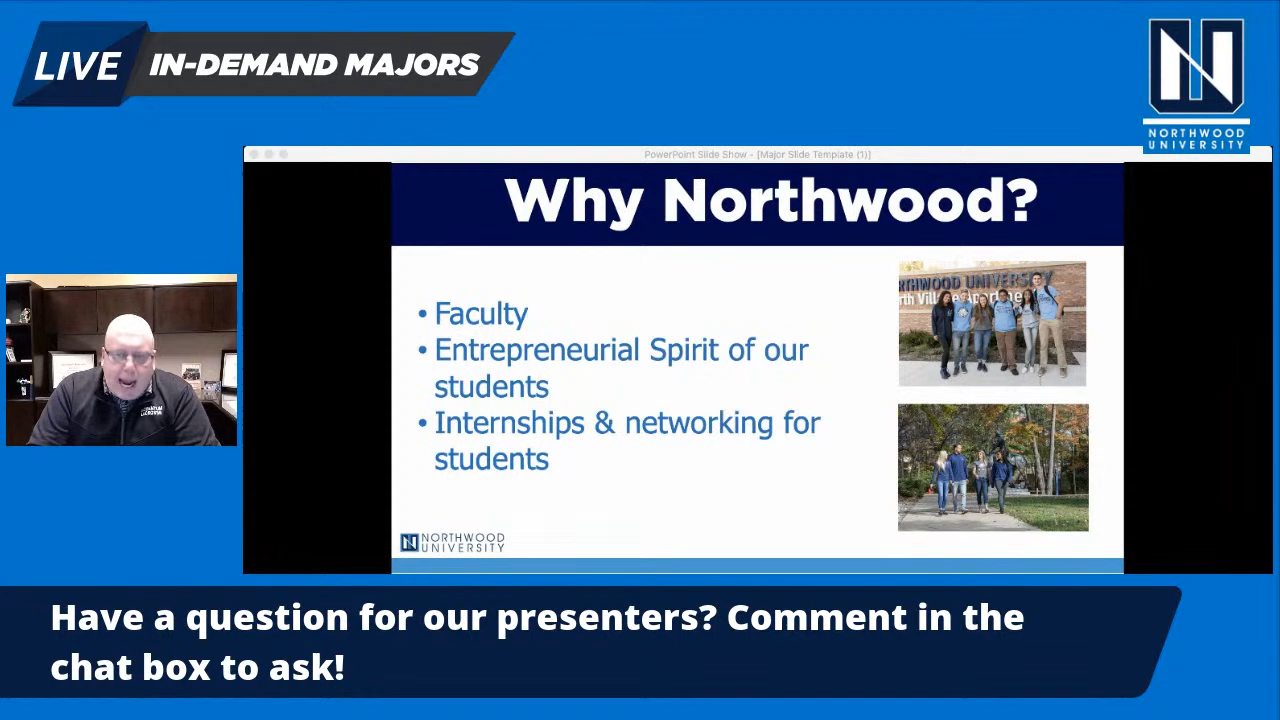 LIVE IN-DEMAND MAJORS
NORTHWOOD
UNIVERSITY
PowerPoint Slide Show - [Major Slide Template (1)]
Why Northwood?
• Faculty
• Entrepreneurial Spirit of our
students
• Internships & networking for
students
NORTHWOOD
UNIVERSITY
Have a question for our presenters? Comment in the
chat box to ask!